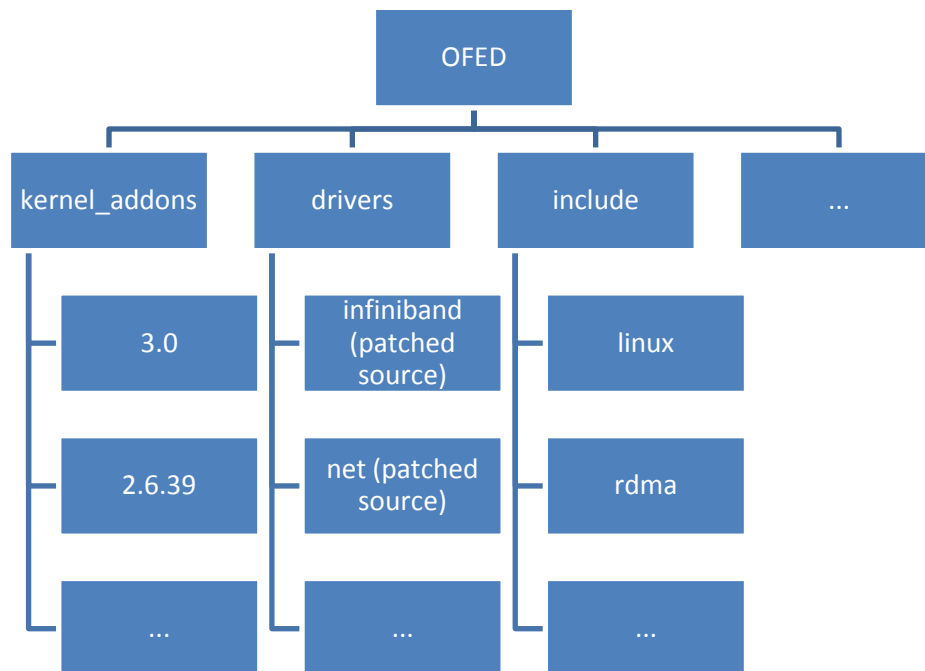 OFED
kernel_addons
drivers
include
...
3.0
infiniband
(patched
source)
linux
2.6.39
net (patched
source)
rdma
...
...
...